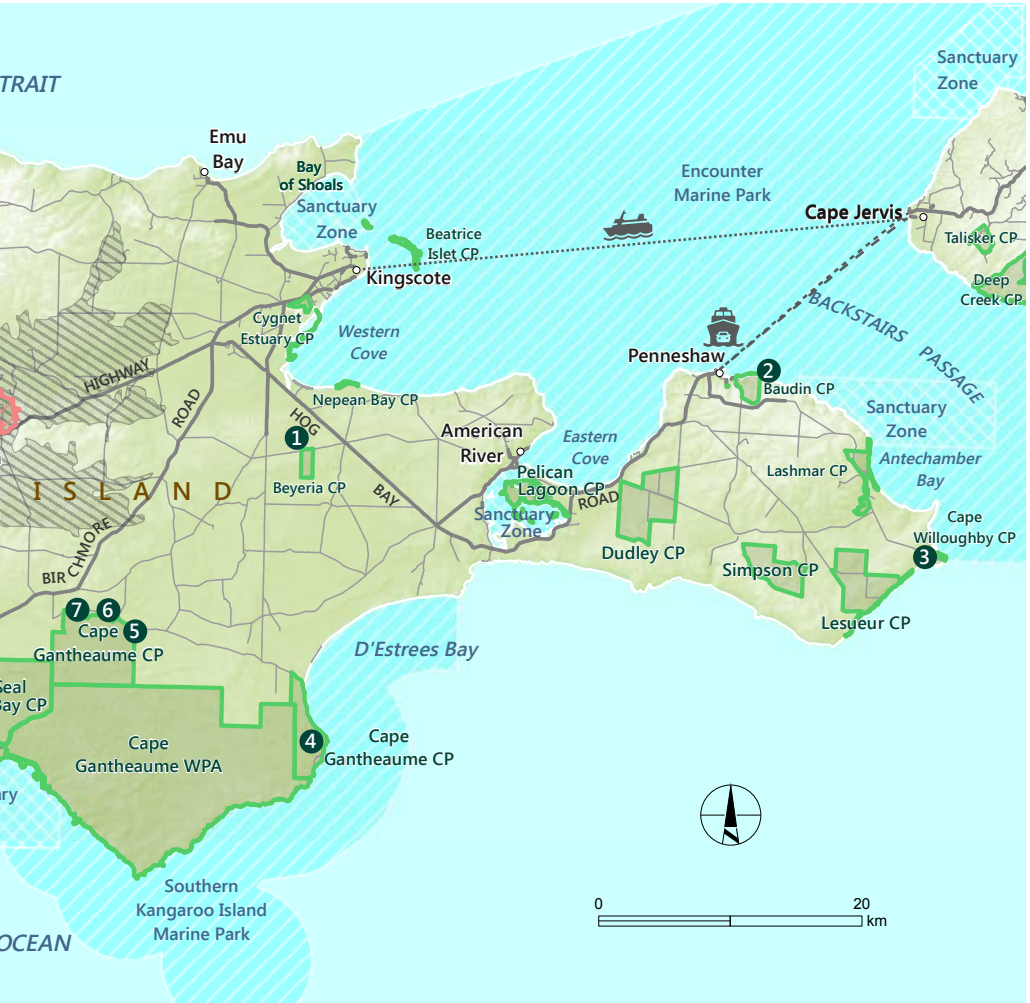 TRAIT
Sanctuary
Zone
Emu
Bay
Bay
of Shoals
Sanctuary
Zone
Encounter
Marine Park
Cape Jervis
Beatrice
Islet CP
Talisker CP
Kingscote
Deep
Creek CP
Cygnet
Estuary CP
Western
Cove
BACKSTAIRS PASSAGE
Penneshaw
2
Baudin CP
HIGHWAY
ROAD
Nepean Bay CP
Sanctuary
Zone
HOG
1
American
River
Eastern
Cove
Antechamber
Bay
Lashmar CP
Pelican
Lagoon CP
ISLAND
Beyeria CP
BAY
ROAD
Sanctuary
Zone
Cape
Willoughby CP
3
Dudley CP
Simpson CP
BIRCHMORE
7
6
5
Cape
Gantheaume CP
Lesueur CP
D'Estrees Bay
Seal
Bay CP
4
Cape
Gantheaume CP
Cape
Gantheaume WPA
ry
Southern
Kangaroo Island
Marine Park
OCEAN
0
20
km